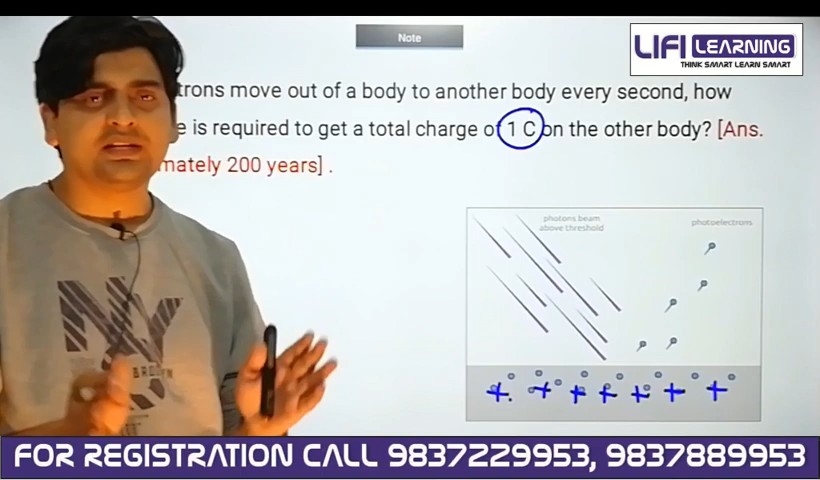 Note
LIFI LEARNING
THINK SMART LEARN SMART
trons move out of a body to another body every second, how
e is required to get a total charge of 1 C on the other body? [Ans.
mately 200 years] .
photons beam
above threshold
photoelectrons
NY
BROOKLYN
FOR REGISTRATION CALL 9837229953, 9837889953